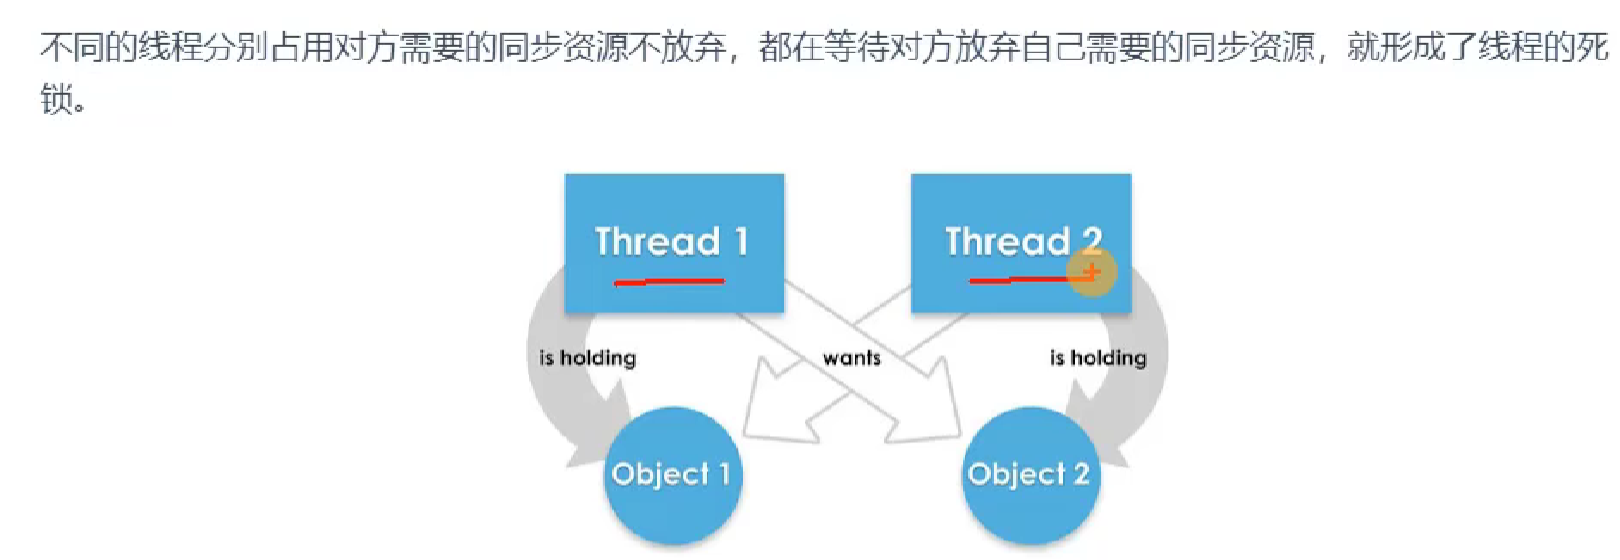 不同的线程分别占用对方需要的同步资源不放弃，都在等待对方放弃自己需要的同步资源，就形成了线程的死
锁。
Thread 1
Thread 2
is holding
wants
is holding
Object 1
Object 2